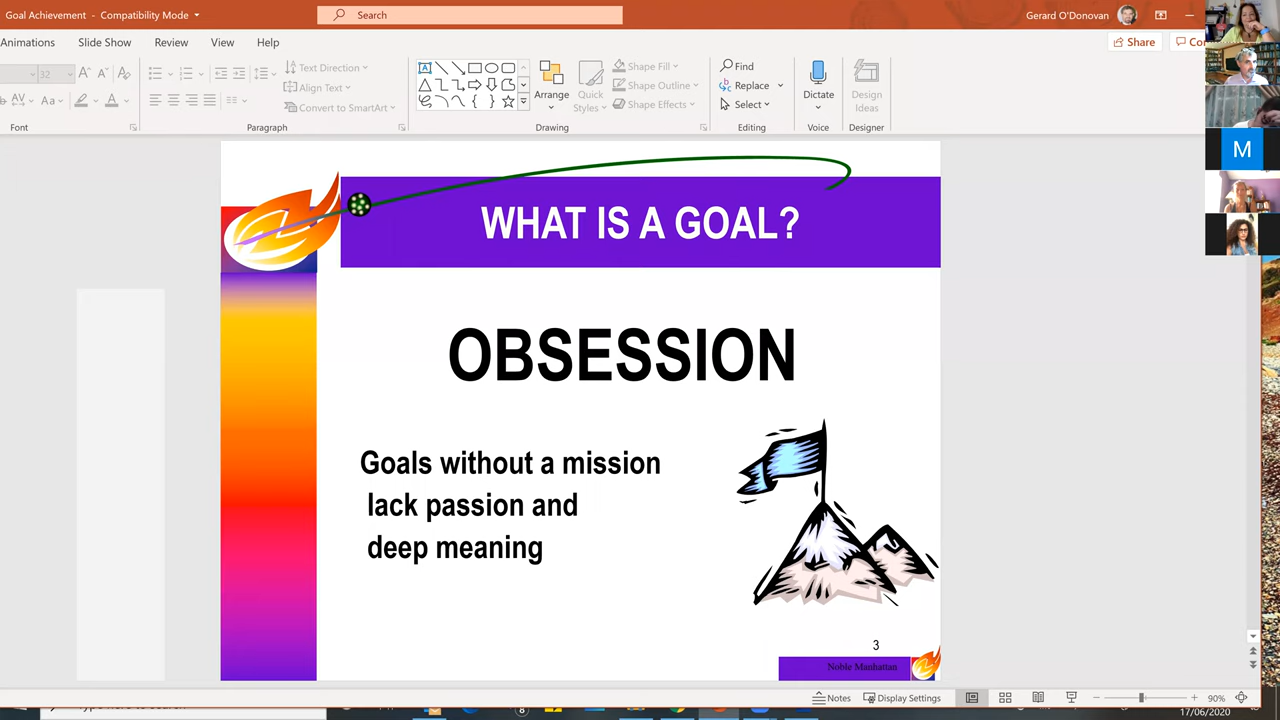 Goal Achievement - Compatibility Mode
Search
Gerard O'Donovan
Animations
Slide Show
Review
View
Help
Share
32
Aa
Text Direction
Align Text
Convert to SmartArt
Arrange
Quick
Styles
Shape Fill
Shape Outline
Shape Effects
Find
Replace
Select
Dictate
Design
Ideas
Font
Paragraph
Drawing
Editing
Voice
Designer
M
WHAT IS A GOAL?
OBSESSION
Goals without a mission
lack passion and
deep meaning
3
Noble Manhattan
Notes
Display Settings
90%
17/06/2020